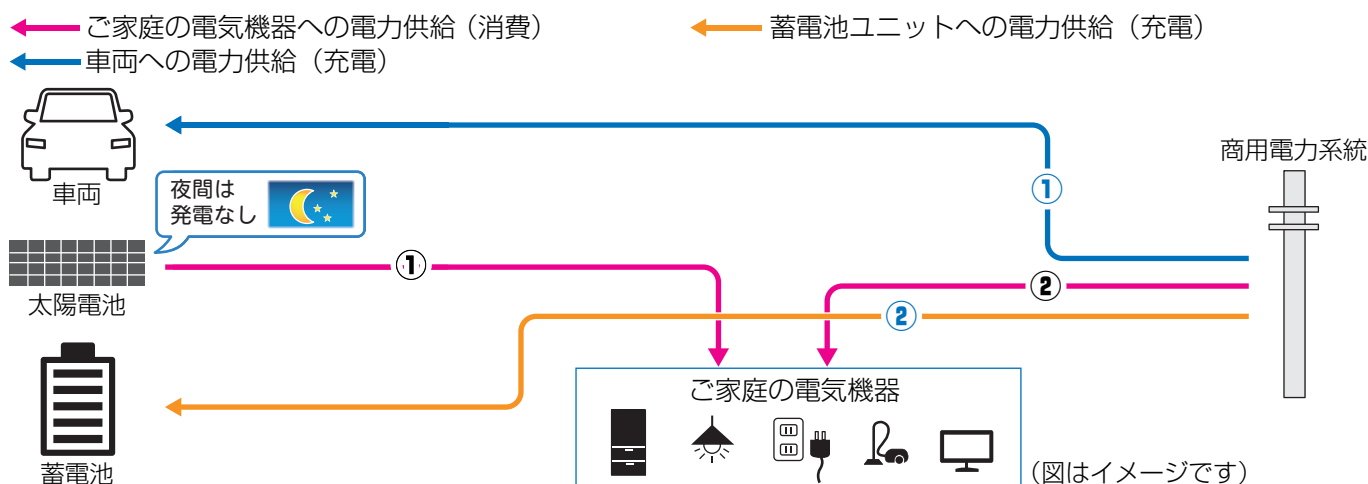 ご家庭の電気機器への電力供給（消費）
蓄電池ユニットへの電力供給（充電）
車両への電力供給（充電）
車両
夜間は
発電なし
商用電力系統
①
太陽電池
①
②
②
ご家庭の電気機器
蓄電池
（図はイメージです）